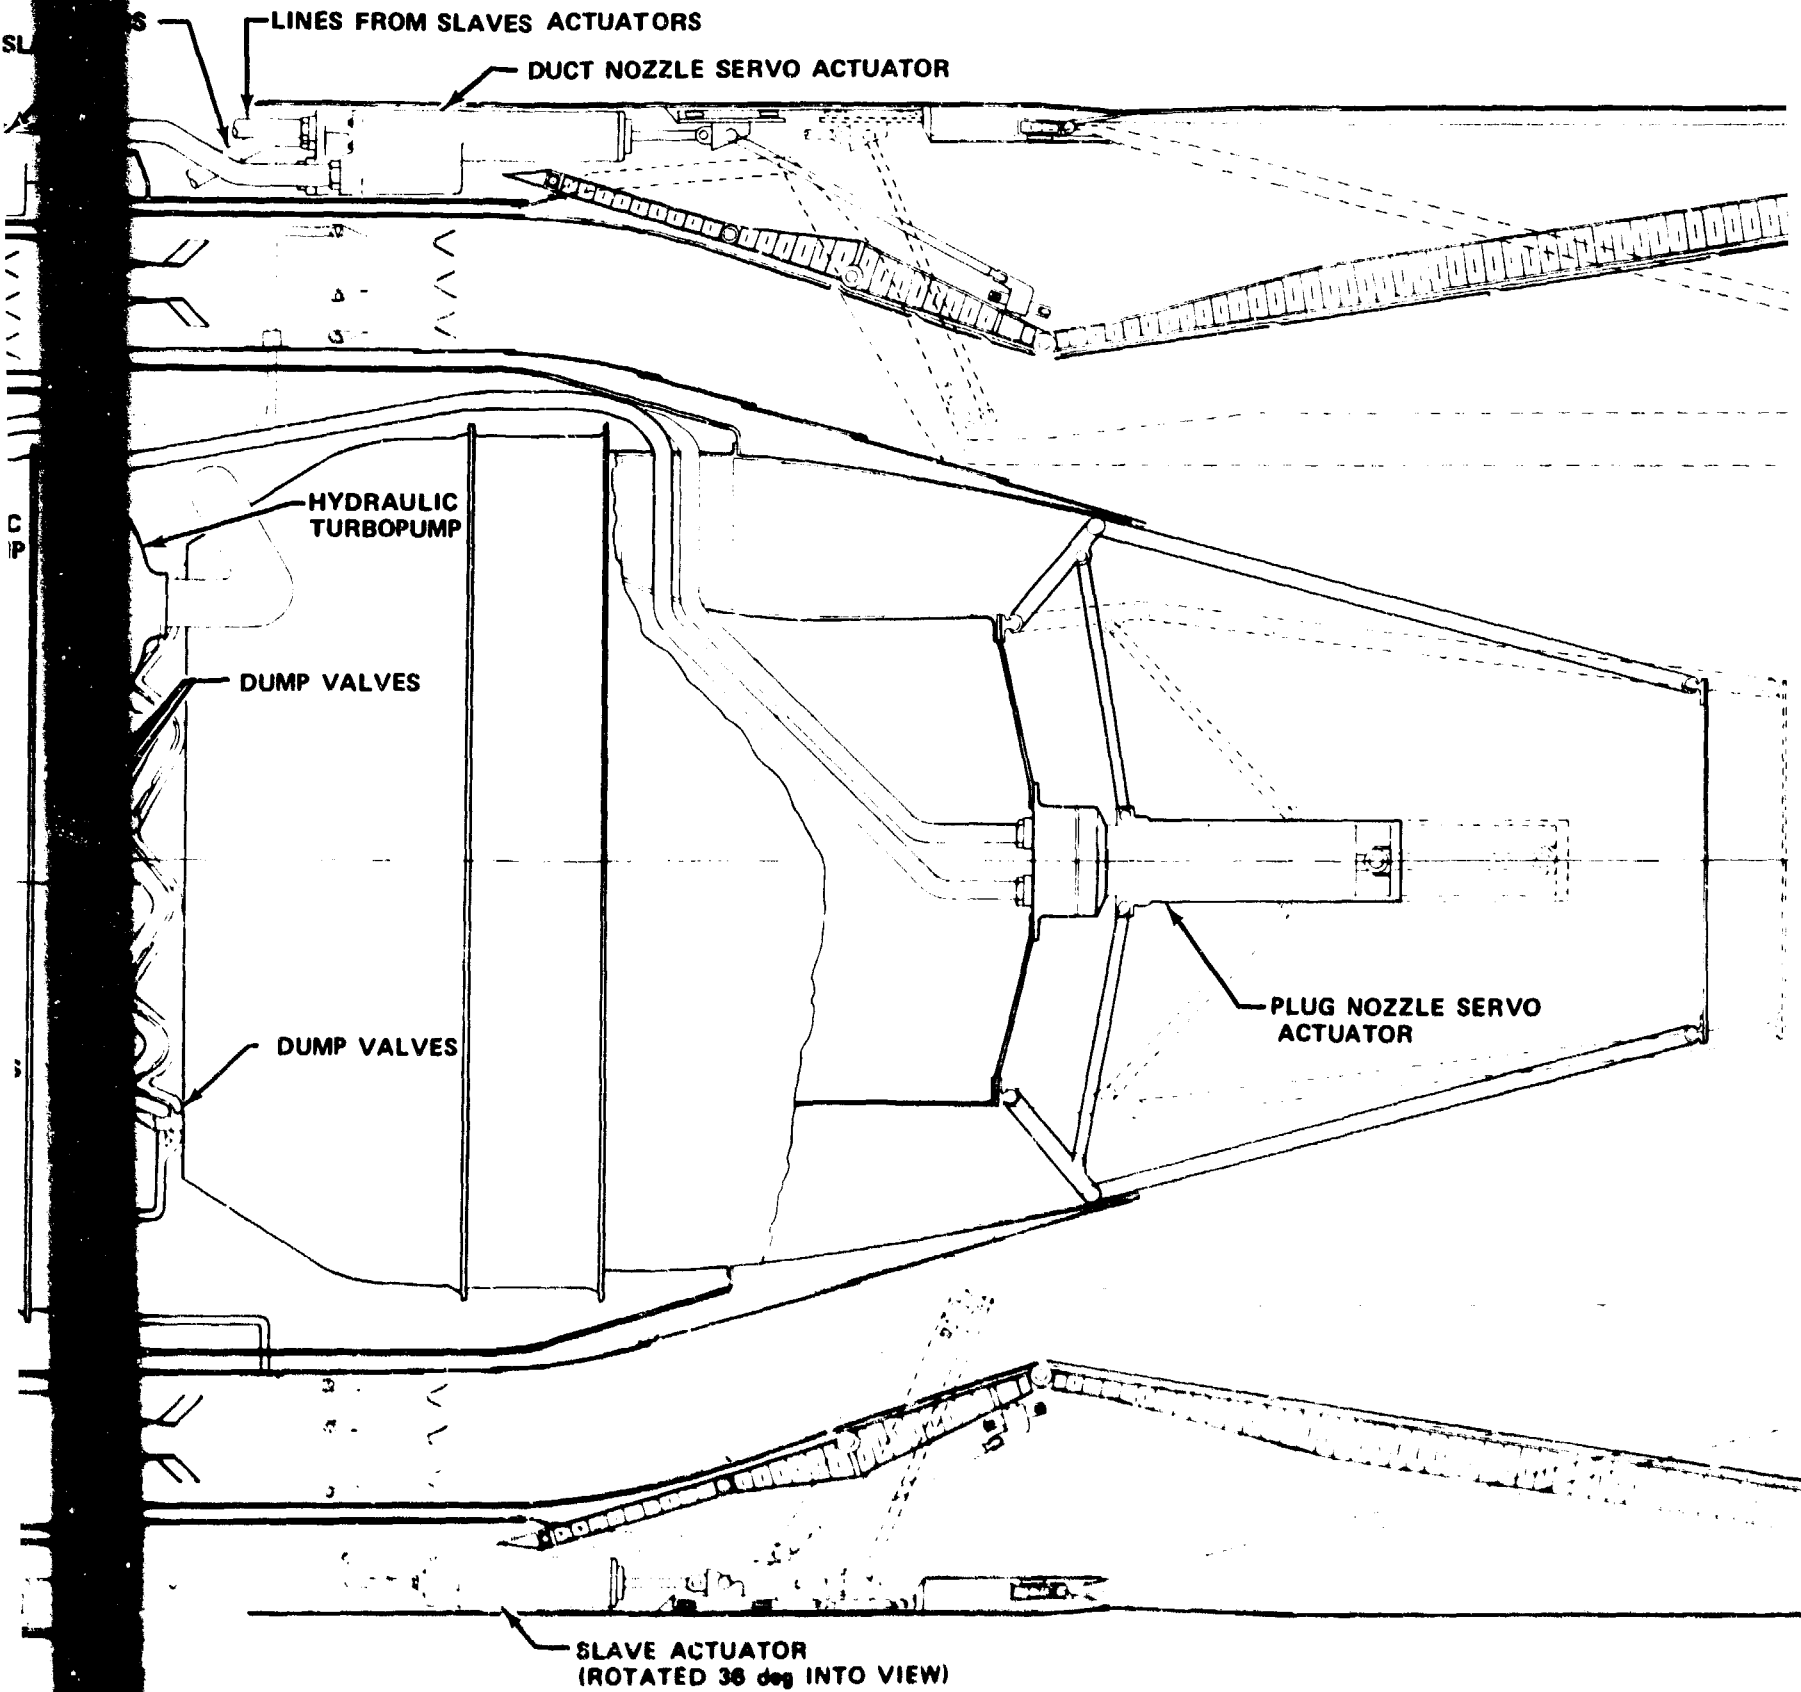 LINES FROM SLAVES ACTUATORS
DUCT NOZZLE SERVO ACTUATOR
HYDRAULIC
TURBOPUMP
DUMP VALVES
PLUG NOZZLE SERVO
ACTUATOR
DUMP VALVES
SLAVE ACTUATOR
(ROTATED 36 deg INTO VIEW)